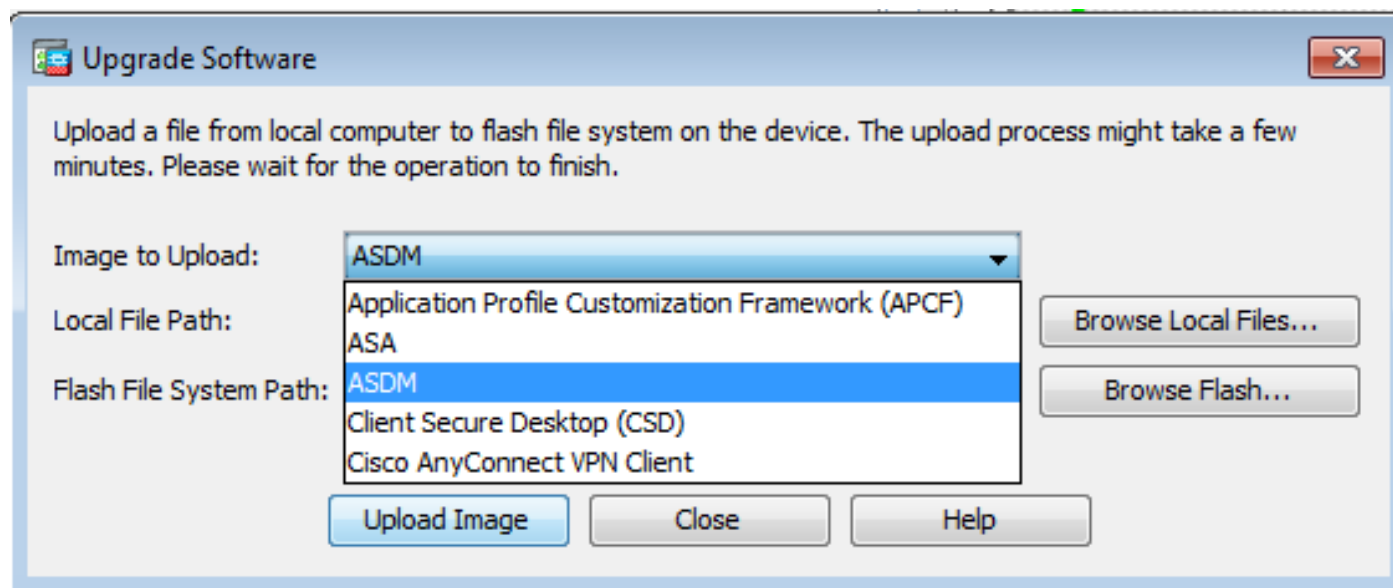 Upgrade Software
Upload a file from local computer to flash file system on the device. The upload process might take a few
minutes. Please wait for the operation to finish.
Image to Upload:
ASDM
Application Profile Customization Framework (APCF)
Local File Path:
Browse Local Files...
ASA
ASDM
Flash File System Path:
Browse Flash...
Client Secure Desktop (CSD)
Cisco AnyConnect VPN Client
Upload Image
Close
Help